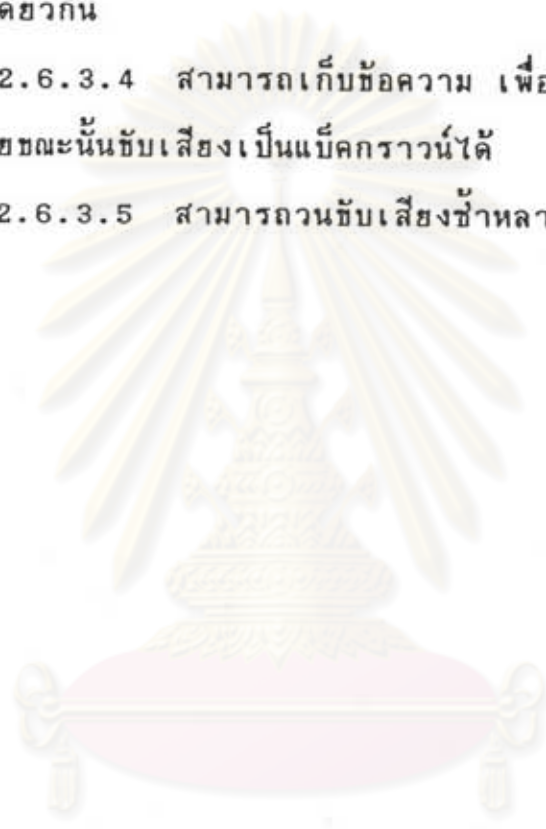 ดียวกัน
2.6.3.4 สามารถเก็บข้อความ เพื่อ
ยขณะนั้นขับเสียงเป็นแบ็คกราวน์ได้
2.6.3.5 สามารถวนขับเสียงซ้ำหลา